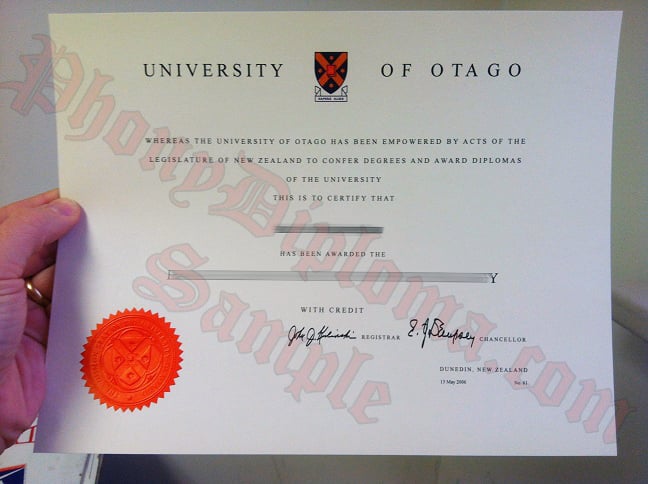 UNIVERSITY OF OTAGO
SAPERE AUDE
WHEREAS THE UNIVERSITY OF OTAGO HAS BEEN EMPOWERED BY ACTS OF THE
LEGISLATURE OF NEW ZEALAND TO CONFER DEGREES AND AWARD DIPLOMAS
OF THE UNIVERSITY
THIS IS TO CERTIFY THAT
HAS BEEN AWARDED THE
Y
WITH CREDIT
REGISTRAR
CHANCELLOR
DUNEDIN, NEW ZEALAND
13 May 2006 No. 61
PhonyDiploma.com
Sample